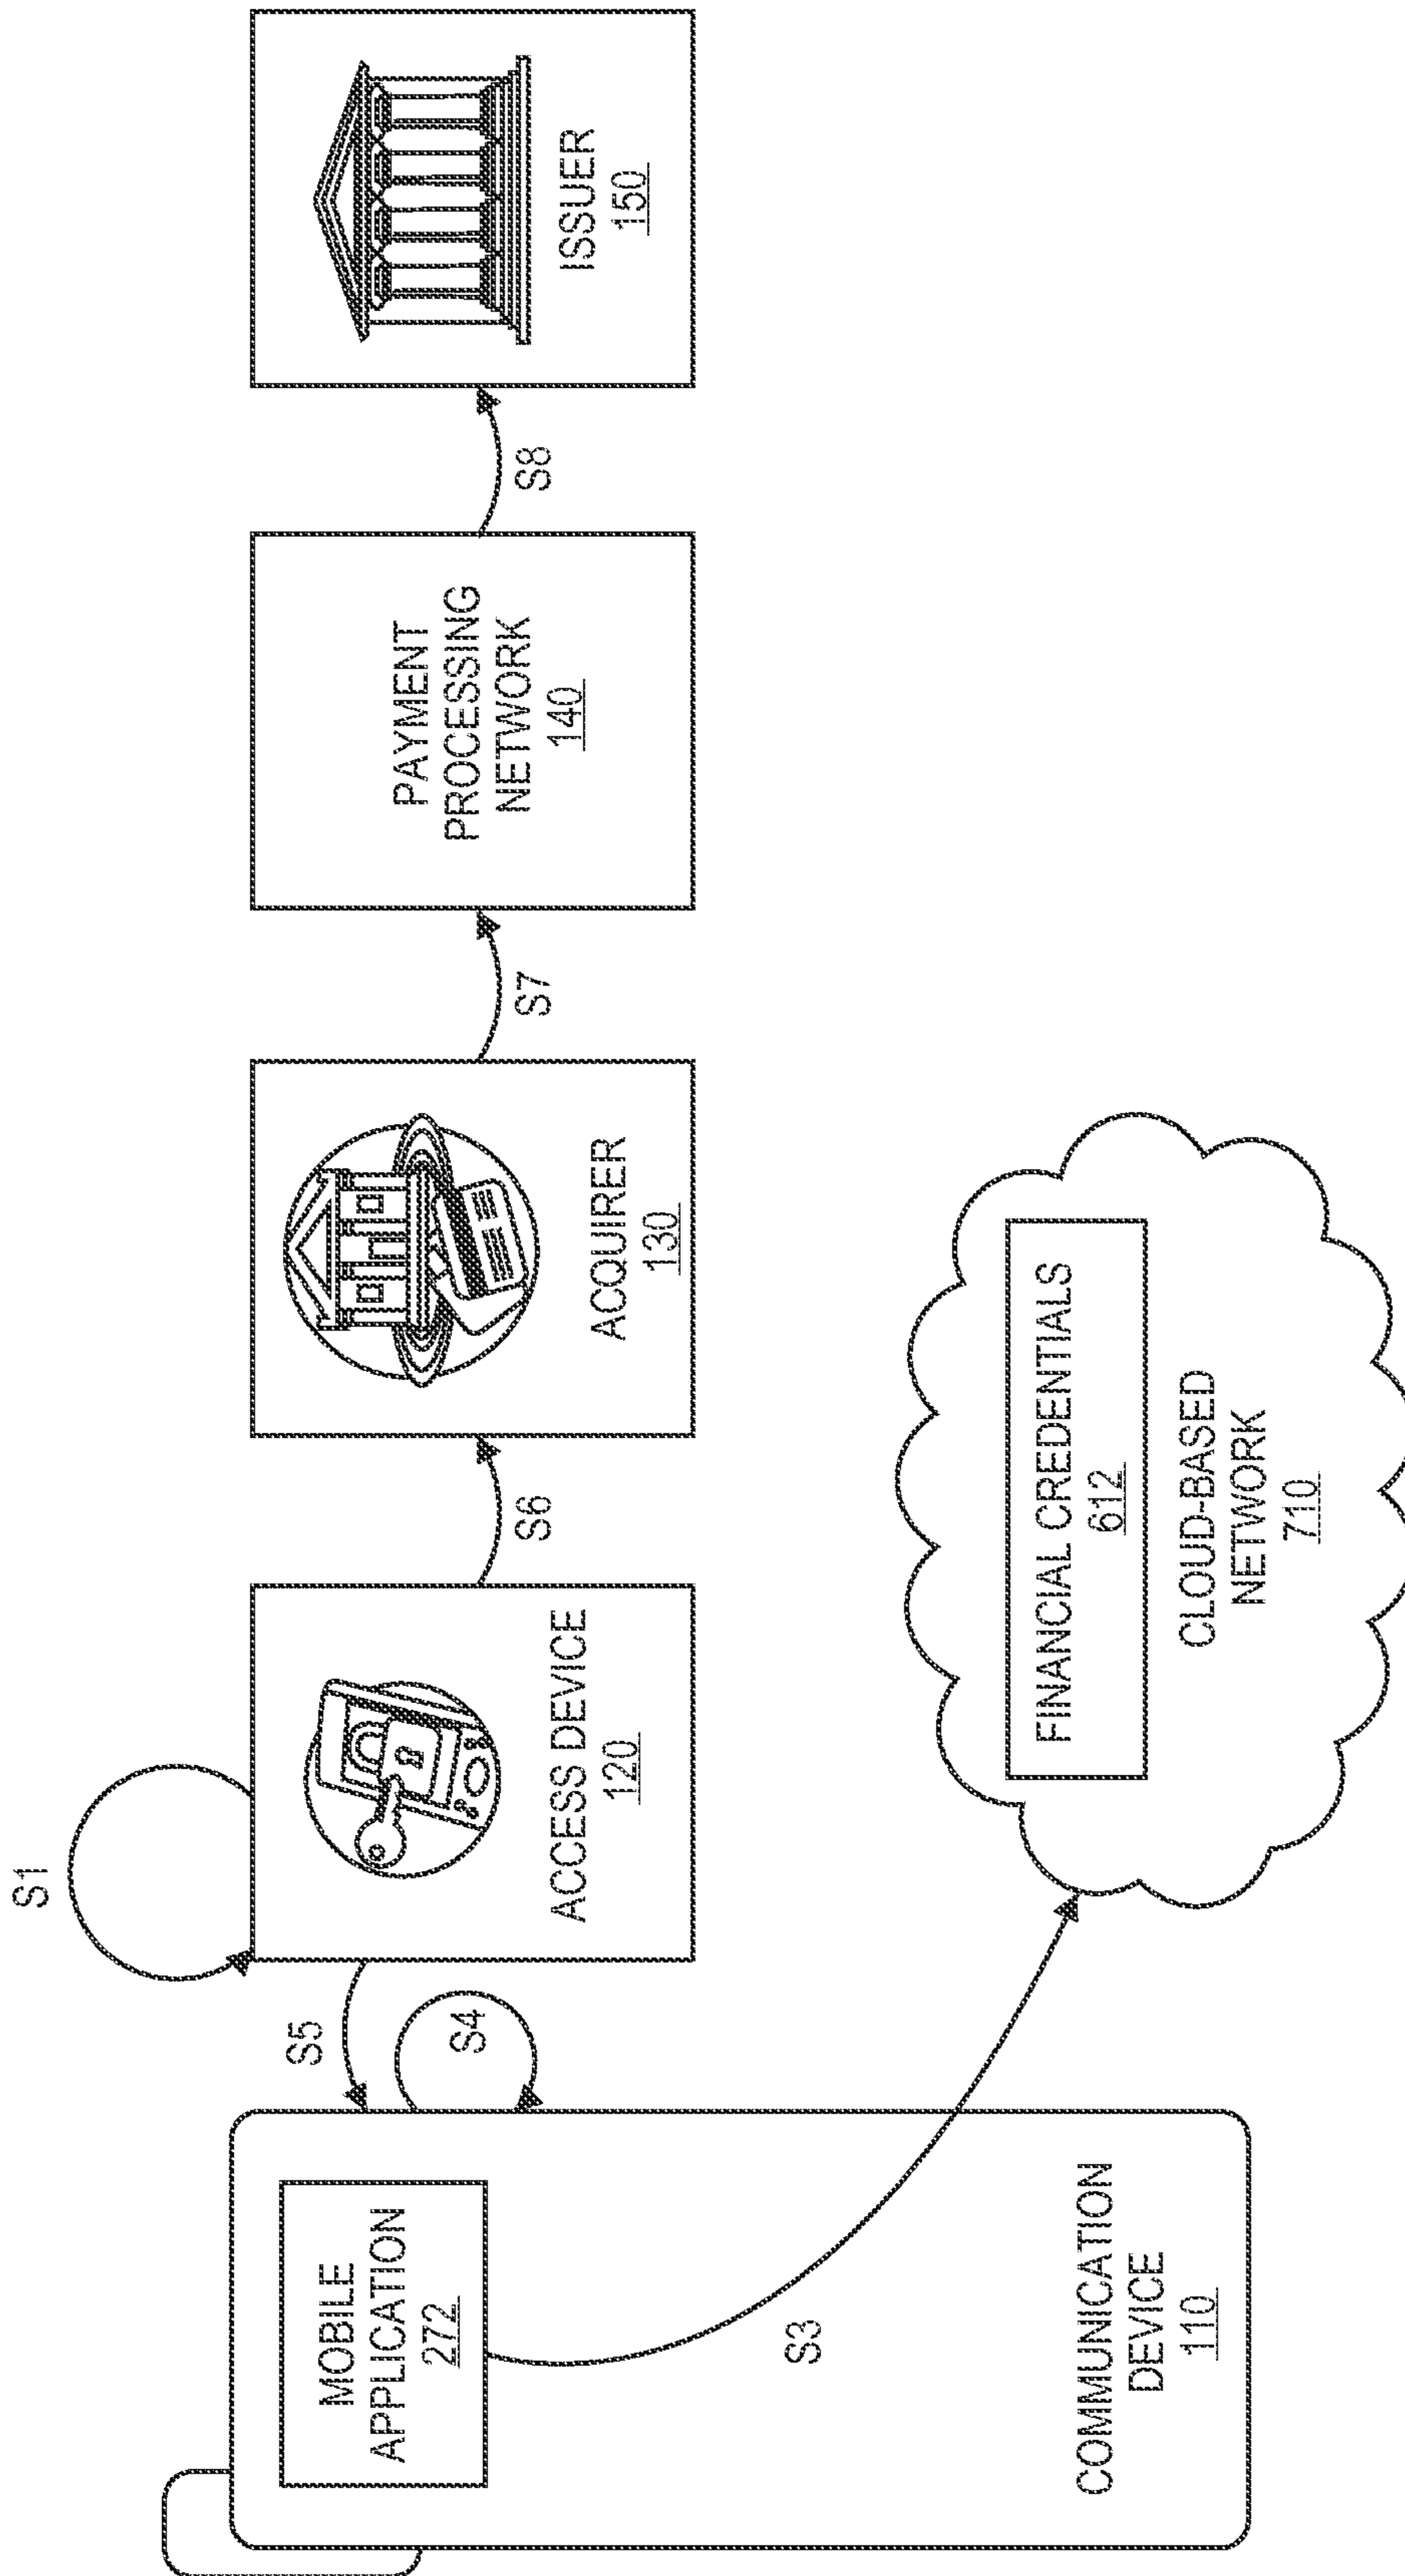 S1
MOBILE
APPLICATION
272
S5
S4
ACCESS DEVICE
120
S6
ACQUIRER
130
S7
PAYMENT
PROCESSING
NETWORK
140
S8
ISSUER
150
S3
COMMUNICATION
DEVICE
110
FINANCIAL CREDENTIALS
612
CLOUD-BASED
NETWORK
710